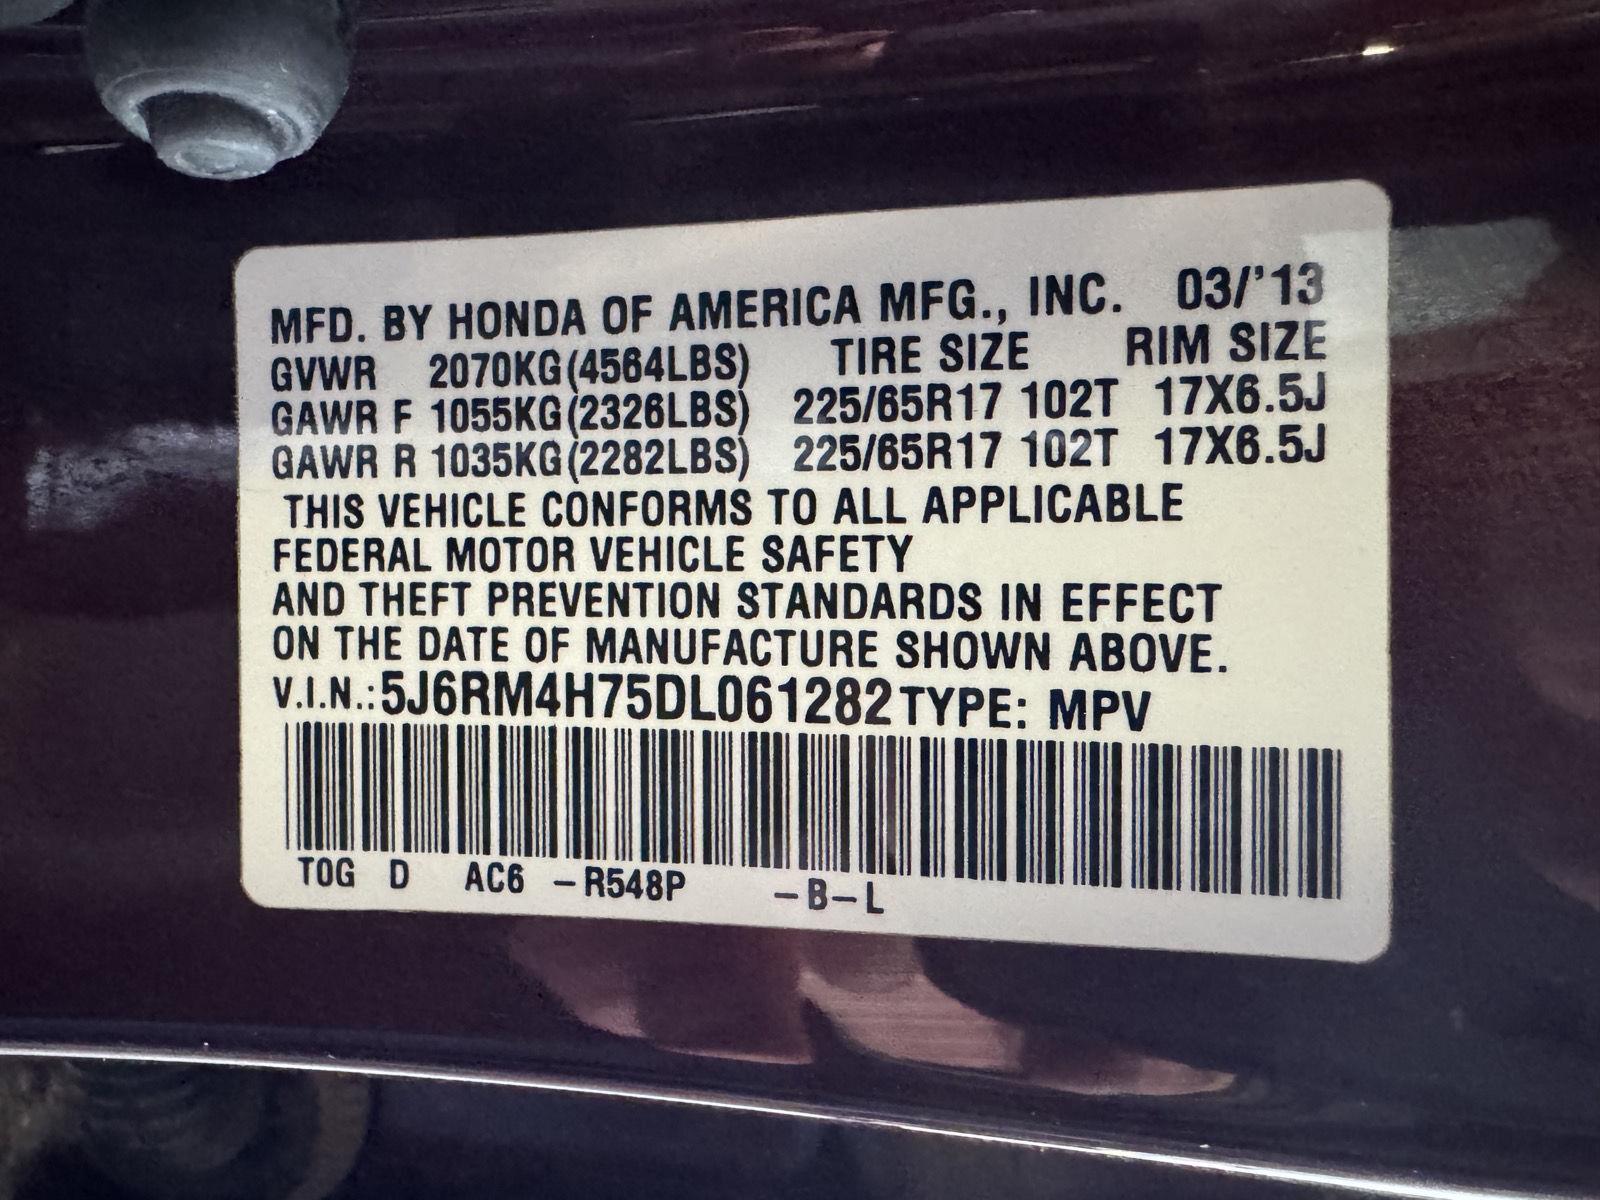 MFD. BY HONDA OF AMERICA MFG., INC. 03/'13
GVWR 2070KG(4564LBS) TIRE SIZE RIM SIZE
GAWR F 1055KG(2326LBS) 225/65R17 102T 17X6.5J
GAWR R 1035KG(2282LBS) 225/65R17 102T 17X6.5J
THIS VEHICLE CONFORMS TO ALL APPLICABLE
FEDERAL MOTOR VEHICLE SAFETY
AND THEFT PREVENTION STANDARDS IN EFFECT
ON THE DATE OF MANUFACTURE SHOWN ABOVE.
V.I.N.:5J6RM4H75DL061282 TYPE: MPV
T0G D AC6 -R548P -B-L